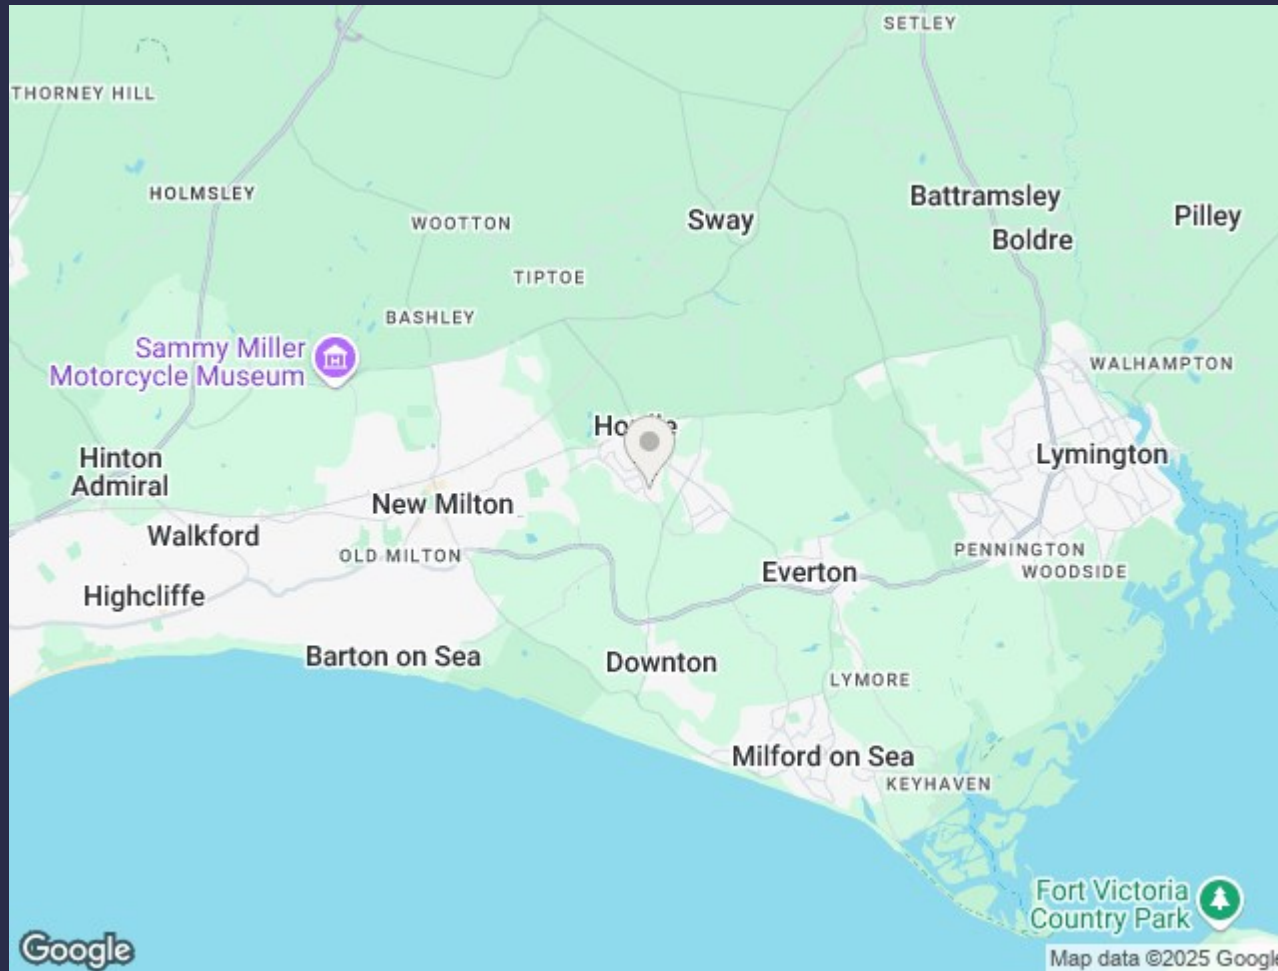 SETLEY
THORNEY HILL
HOLMSLEY
Battramsley
WOOTTON
Sway
Pilley
Boldre
TIPTOE
BASHLEY
Sammy Miller
Motorcycle Museum
WALHAMPTON
Hinton
Admiral
Lymington
New Milton
Walkford
OLD MILTON
PENNINGTON
WOODSIDE
Everton
Highcliffe
Barton on Sea
Downton
LYMORE
Milford on Sea
KEYHAVEN
Fort Victoria
Country Park
Google
Map data ©2025 Google